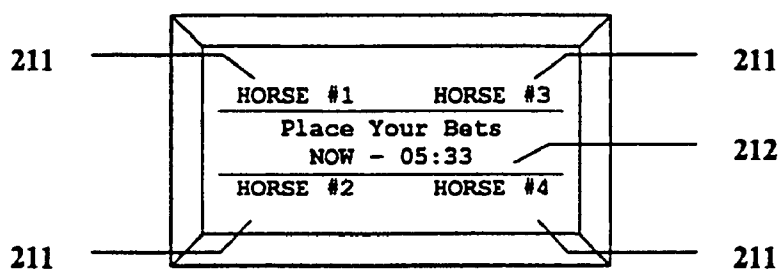 211 211
HORSE #1 HORSE #3
Place Your Bets
NOW - 05:33
212
HORSE #2 HORSE #4
211 211